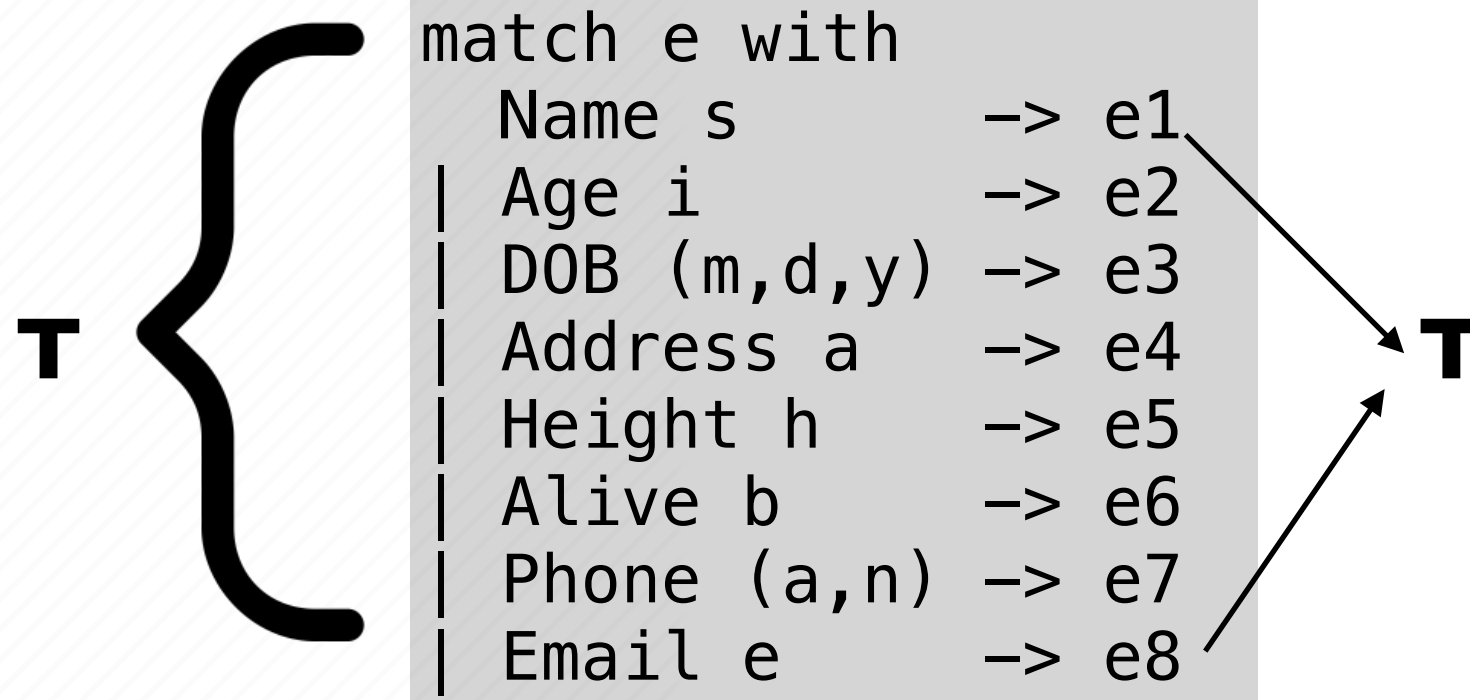 match e with
Name s -> e1
| Age i -> e2
| DOB (m,d,y) -> e3
T
| Address a -> e4
T
| Height h -> e5
| Alive b -> e6
| Phone (a,n) -> e7
| Email e -> e8